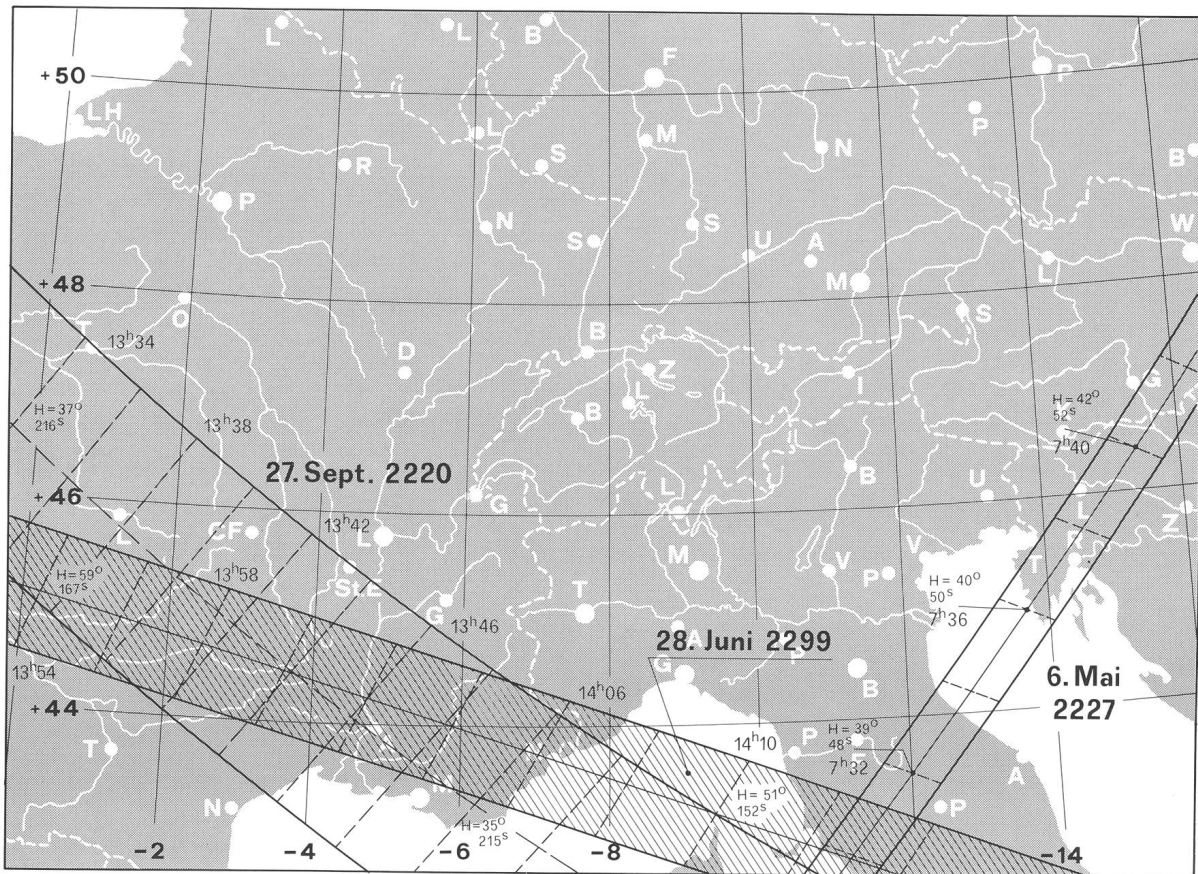 L L B
F P
+50
LH L M P
R S N B
P
N S S U A W
M L
+48
O S
T 13h34
B
D Z I G
H=37°
216s
L
B
H=42°
52s
K
13h38
7h40
27. Sept. 2220
B
+46
G L U L Z
13h42
L CF L
M V P V T R
13h58
H=59°
167s
St.E
H=40°
50s
G T
7h36
13h46
28. Juni 2299
A P
6. Mai
2227
13h54
G B
14h06
+44
14h10
H=39°
48s
7h32
T P A
N M
H=51°
152s
P
H=35°
215s
-2 -4 -6 -8 -14